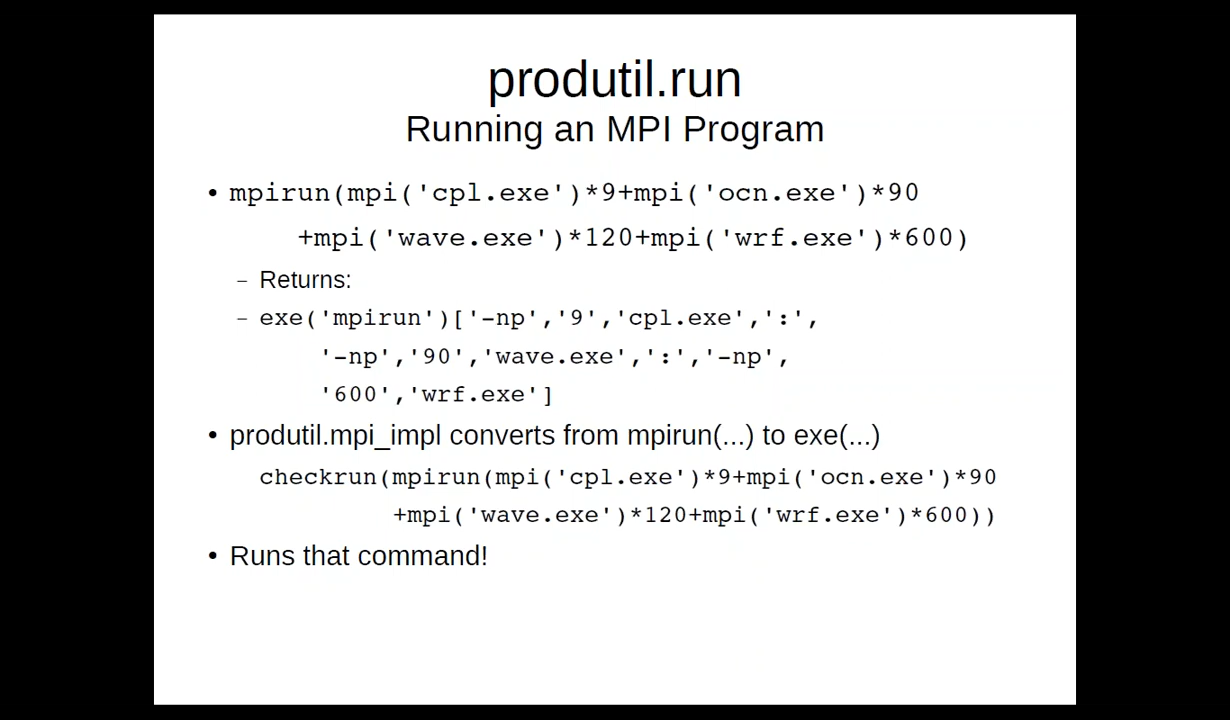 produtil.run
Running an MPI Program
• mpirun(mpi('cpl.exe')*9+mpi('ocn.exe')*90
+mpi('wave.exe')*120+mpi('wrf.exe')*600)
– Returns:
– exe('mpirun')['-np','9','cpl.exe',':',
'-np','90','wave.exe',':','-np',
'600','wrf.exe']
• produtil.mpi_impl converts from mpirun(...) to exe(...)
checkrun(mpirun(mpi('cpl.exe')*9+mpi('ocn.exe')*90
+mpi('wave.exe')*120+mpi('wrf.exe')*600))
• Runs that command!